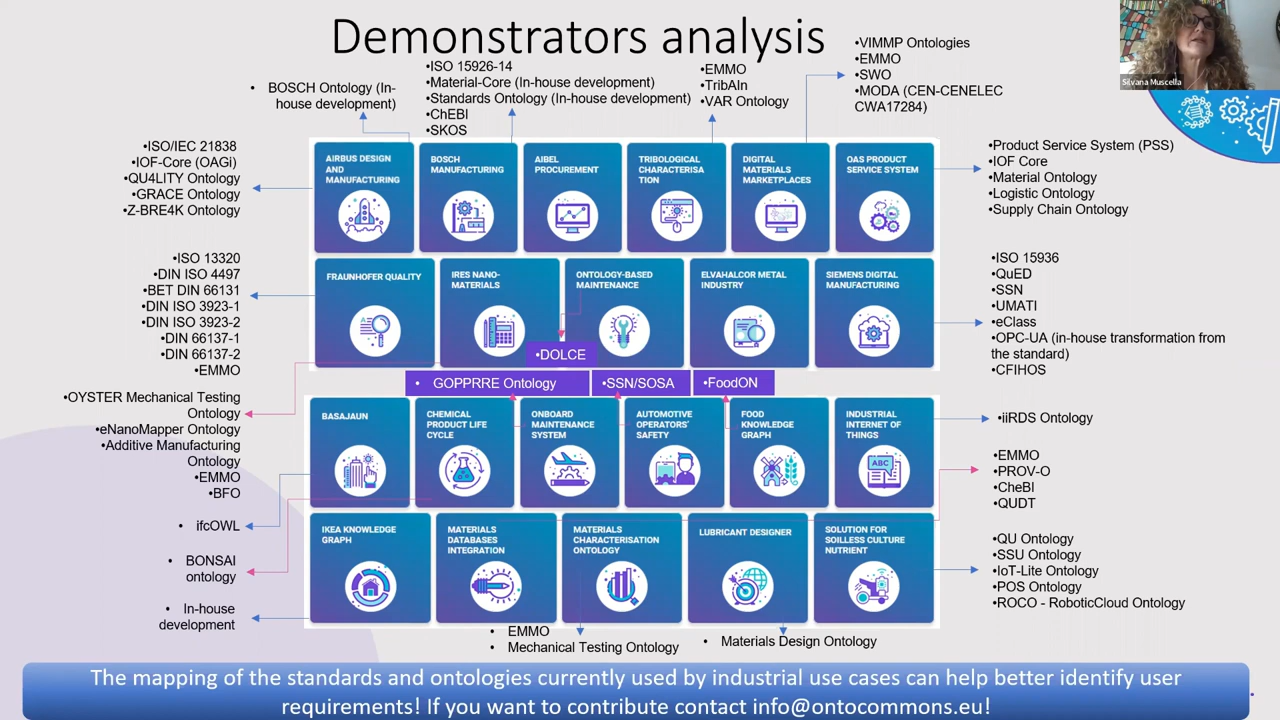 Demonstrators analysis
Silvana Muscella
• BOSCH Ontology (In-
house development)
•ISO 15926-14
•Material-Core (In-house development)
•Standards Ontology (In-house development)
•ChEBI
•SKOS
•EMMO
•TribAIn
•VAR Ontology
•VIMMP Ontologies
•EMMO
•SWO
•MODA (CEN-CENELEC
CWA17284)
•ISO/IEC 21838
•IOF-Core (OAGi)
•QU4LITY Ontology
•GRACE Ontology
•Z-BRE4K Ontology
AIRBUS DESIGN
AND
MANUFACTURING
BOSCH
MANUFACTURING
AIBEL
PROCUREMENT
TRIBOLOGICAL
CHARACTERISA
TION
DIGITAL
MATERIALS
MARKETPLACES
OAS PRODUCT
SERVICE SYSTEM
•Product Service System (PSS)
•IOF Core
•Material Ontology
•Logistic Ontology
•Supply Chain Ontology
•ISO 13320
•DIN ISO 4497
•BET DIN 66131
•DIN ISO 3923-1
•DIN ISO 3923-2
•DIN 66137-1
•DIN 66137-2
•EMMO
FRAUNHOFER QUALITY
IRES NANO-
MATERIALS
ONTOLOGY-BASED
MAINTENANCE
ELVAHALCOR METAL
INDUSTRY
SIEMENS DIGITAL
MANUFACTURING
•ISO 15936
•QuED
•SSN
•UMATI
•eClass
•OPC-UA (in-house transformation from
the standard)
•CFIHOS
•DOLCE
• GOPPRRE Ontology
•SSN/SOSA
•FoodON
•OYSTER Mechanical Testing
Ontology
•eNanoMapper Ontology
•Additive Manufacturing
Ontology
•EMMO
•BFO
BASAJAUN
CHEMICAL
PRODUCT LIFE
CYCLE
ONBOARD
MAINTENANCE
SYSTEM
AUTOMOTIVE
OPERATORS'
SAFETY
FOOD
KNOWLEDGE
GRAPH
INDUSTRIAL
INTERNET OF
THINGS
ABC
•iiRDS Ontology
•EMMO
•PROV-O
•CheBI
•QUDT
• ifcOWL
• BONSAI
ontology
• In-house
development
IKEA KNOWLEDGE
GRAPH
MATERIALS
DATABASES
INTEGRATION
MATERIALS
CHARACTERISATION
ONTOLOGY
LUBRICANT DESIGNER
SOLUTION FOR
SOILLESS CULTURE
NUTRIENT
•QU Ontology
•SSU Ontology
•IoT-Lite Ontology
•POS Ontology
•ROCO - RoboticCloud Ontology
• EMMO
• Mechanical Testing Ontology
• Materials Design Ontology
The mapping of the standards and ontologies currently used by industrial use cases can help better identify user
requirements! If you want to contribute contact info@ontocommons.eu!